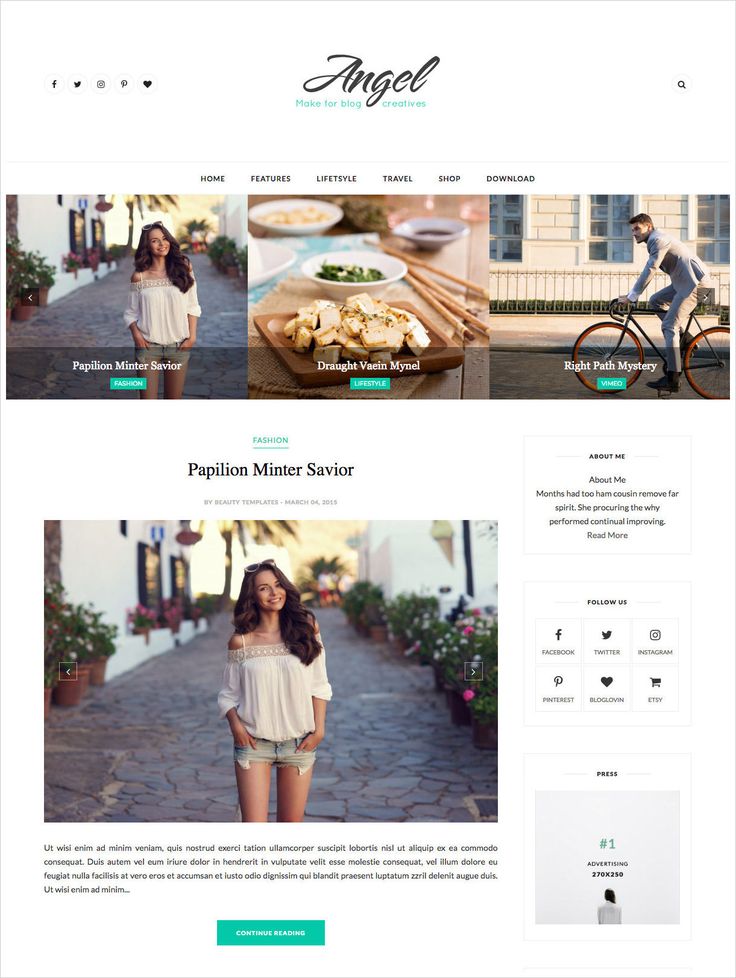 Angel
Make for blog creatives
HOME FEATURES LIFETSYLE TRAVEL SHOP DOWNLOAD
Papilion Minter Savior
FASHION
Draught Vaein Mynel
LIFESTYLE
Right Path Mystery
VIMEO
FASHION
Papilion Minter Savior
BY BEAUTY TEMPLATES - MARCH 04, 2015
Ut wisi enim ad minim veniam, quis nostrud exerci tation ullamcorper suscipit lobortis nisl ut aliquip ex ea commodo
consequat. Duis autem vel eum iriure dolor in hendrerit in vulputate velit esse molestie consequat, vel illum dolore eu
feugiat nulla facilisis at vero eros et accumsan et iusto odio dignissim qui blandit praesent luptatum zzril delenit augue duis.
Ut wisi enim ad minim...
CONTINUE READING
ABOUT ME
About Me
Months had too ham cousin remove far
spirit. She procuring the why
performed continual improving.
Read More
FOLLOW US
FACEBOOK TWITTER INSTAGRAM
PINTEREST BLOGLOVIN ETSY
PRESS
#1
ADVERTISING
270X250